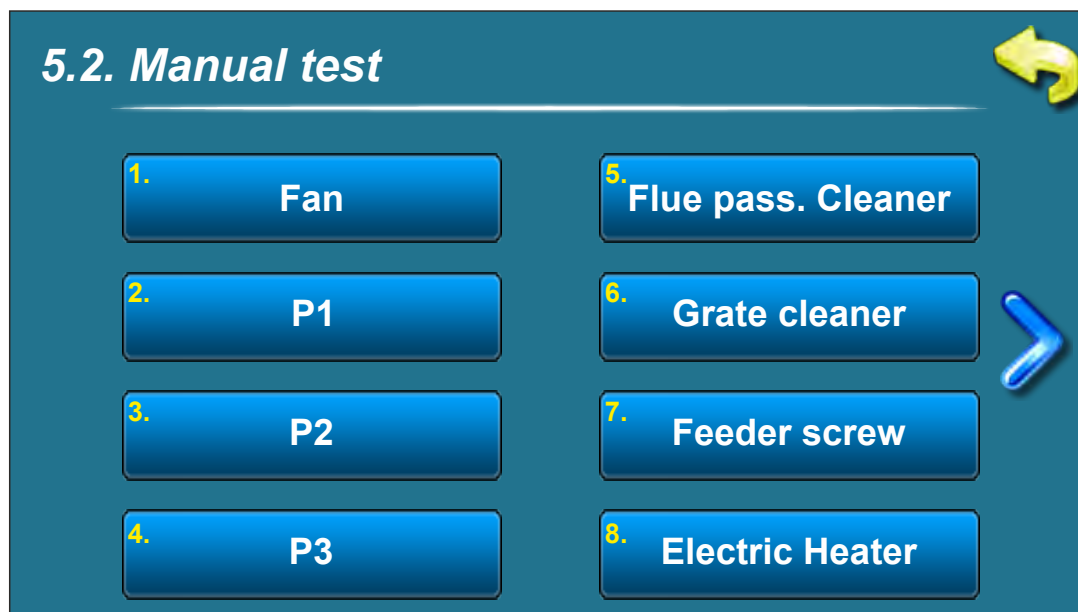 5.2. Manual test
1. Fan
2. P1
3. P2
4. P3
5. Flue pass. Cleaner
6. Grate cleaner
7. Feeder screw
8. Electric Heater